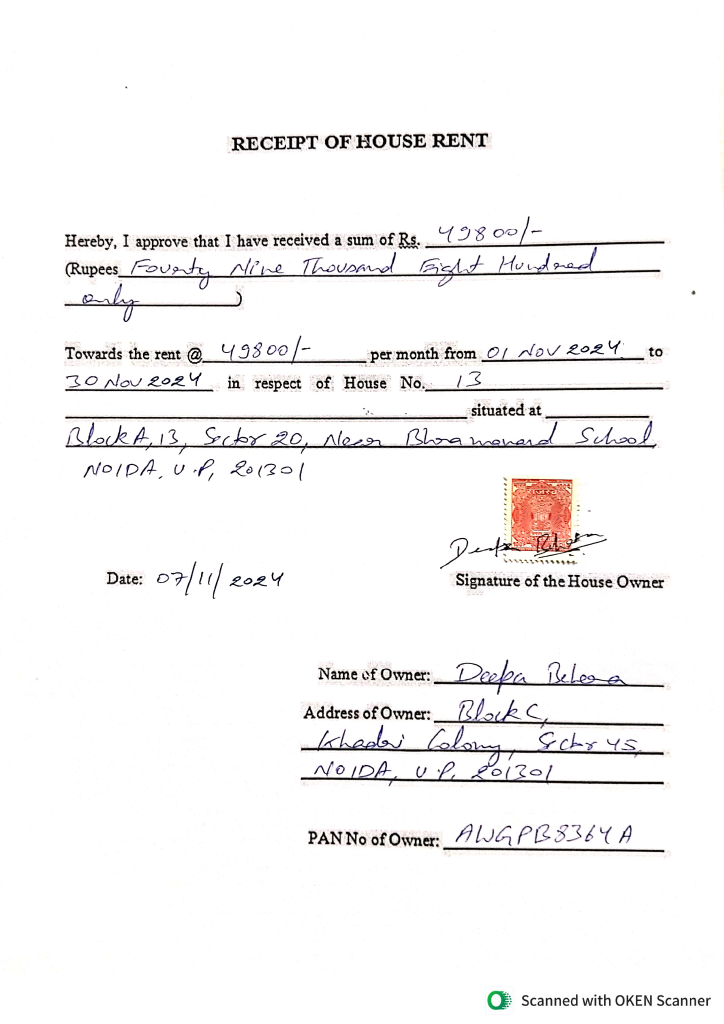 RECEIPT OF HOUSE RENT
Hereby, I approve that I have received a sum of Rs. 49800/-
(Rupees Fourty Nine Thousand Eight Hundred
only )
Towards the rent @ 49800/- per month from 01 Nov 2024 to
30 Nov 2024 in respect of House No. 13
situated at
Block A, 13, Sector 20, Near Bhramanand School,
NOIDA, U.P, 201301
Deepa Behera
Date: 07/11/2024
Signature of the House Owner
Name of Owner: Deepa Behera
Address of Owner: Block C,
Khadri Colony, Sector 45,
NOIDA, U.P, 201301
PAN No of Owner: AWGPB8364A
Scanned with OKEN Scanner